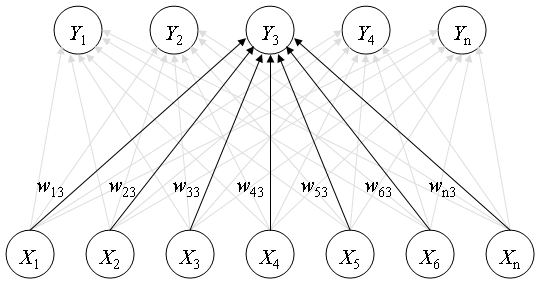 Y1 Y2 Y3 Y4 Yn
w13 w23 w33 w43 w53 w63 wn3
X1 X2 X3 X4 X5 X6 Xn